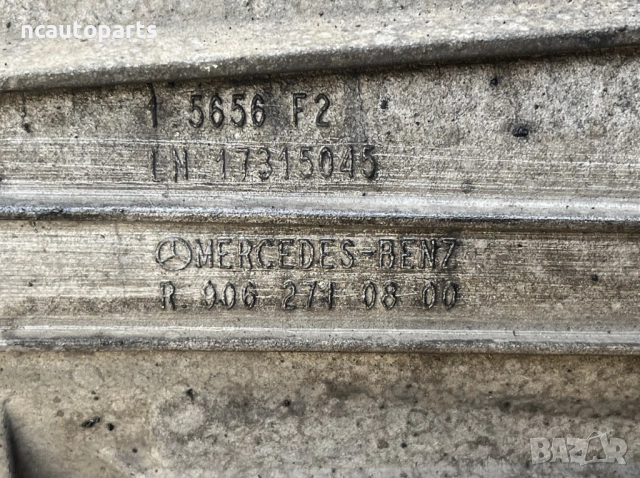 ncautoparts
1 5656 F2
LN 17315045
MERCEDES-BENZ
R 906 271 08 00
BAZAR